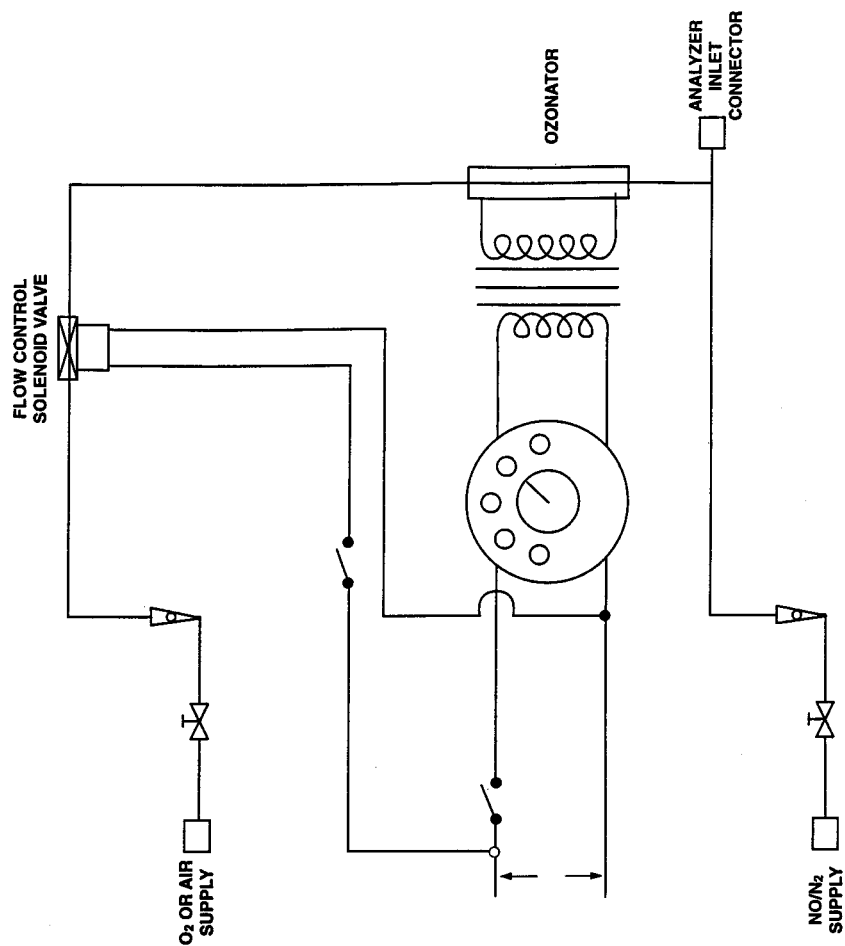 FLOW CONTROL
SOLENOID VALVE
OZONATOR
ANALYZER
INLET
CONNECTOR
O₂ OR AIR
SUPPLY
NO/N₂
SUPPLY